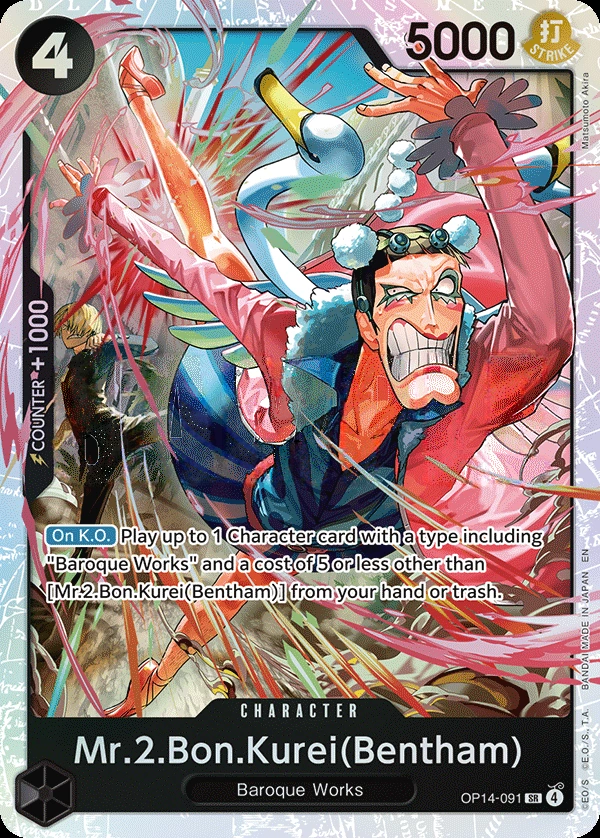 4
5000
打
STRIKE
Matsumoto Akira
COUNTER +1000
On K.O. Play up to 1 Character card with a type including
"Baroque Works" and a cost of 5 or less other than
[Mr.2.Bon.Kurei(Bentham)] from your hand or trash.
CHARACTER
Mr.2.Bon.Kurei(Bentham)
Baroque Works
OP14-091 SR 4
©E.O/S ©E.O./S., T.A. BANDAI MADE IN JAPAN EN